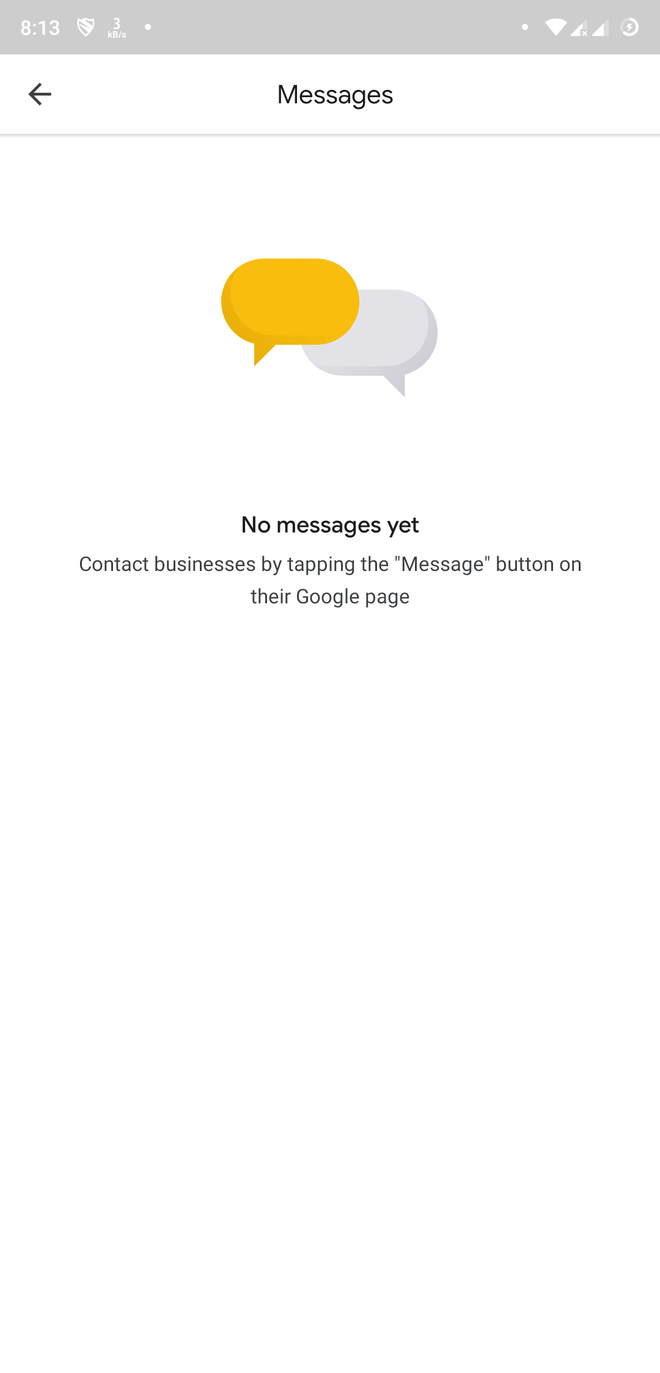 8:13
3
kB/s
Messages
No messages yet
Contact businesses by tapping the "Message" button on
their Google page